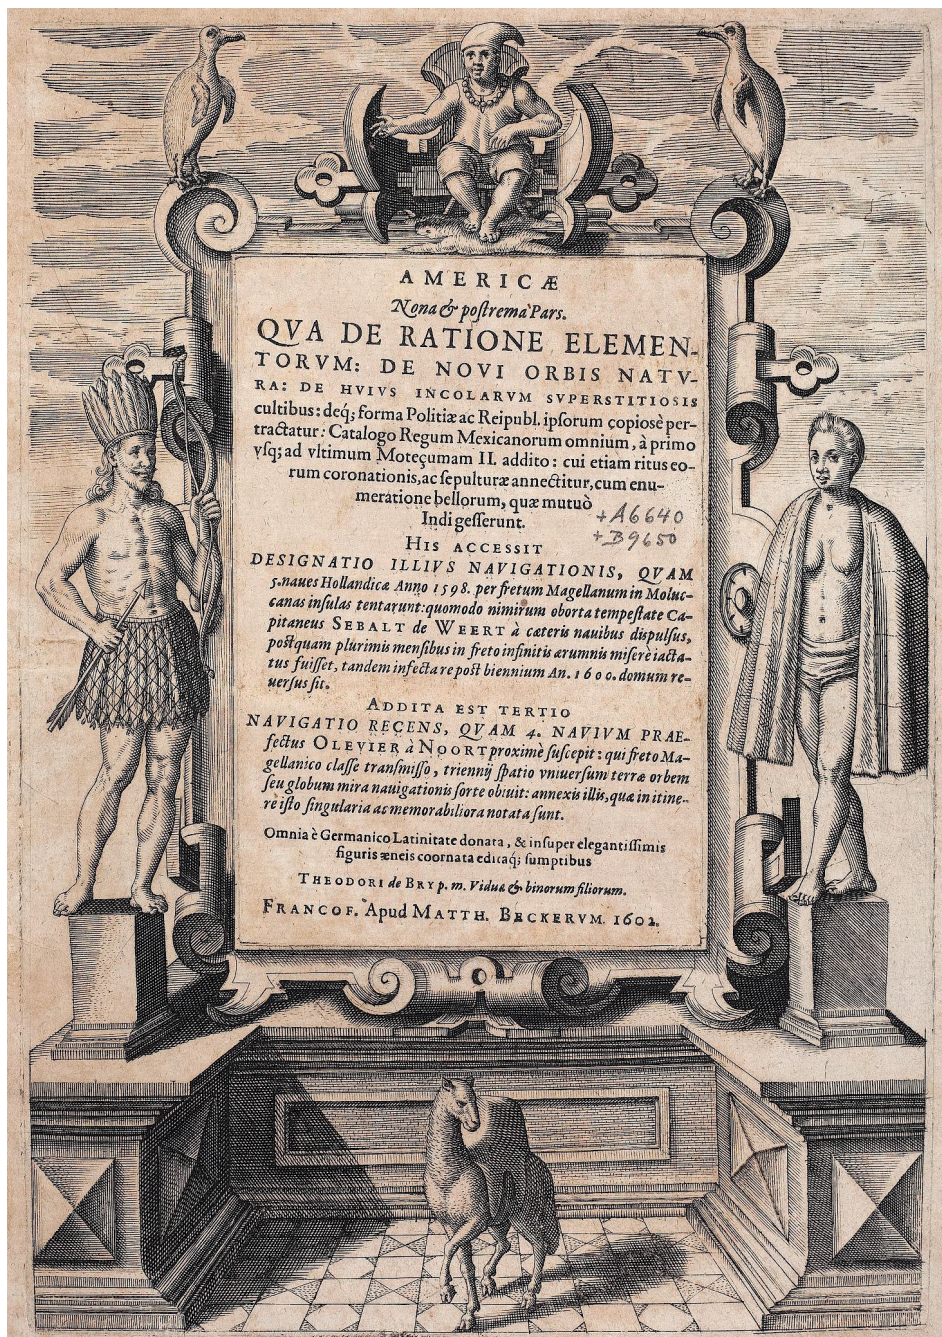 AMERICÆ
Nona & postrema Pars.
QVA DE RATIONE ELEMEN-
TORVM: DE NOVI ORBIS NATV-
RA: DE HVIVS INCOLARVM SVPERSTITIOSIS
cultibus: deq; forma Politiæ ac Reipubl. ipsorum copiosè per-
tractatur: Catalogo Regum Mexicanorum omnium, à primo
vsq; ad vltimum Moteçumam II. addito: cui etiam ritus eo-
rum coronationis, ac sepulturæ annectitur, cum enu-
meratione bellorum, quæ mutuò
Indi gesserunt.
+A6640
+B9650
HIS ACCESSIT
DESIGNATIO ILLIVS NAVIGATIONIS, QVAM
5. naues Hollandicæ Anno 1598. per fretum Magellanum in Moluc-
canas insulas tentarunt: quomodo nimirum oborta tempestate Ca-
pitaneus SEBALT de WEERT à cæteris nauibus dispulsus,
postquam plurimis mensibus in freto infinitis ærumnis miserè iacta-
tus fuisset, tandem infecta re post biennium An. 1600. domum re-
uersus sit.
ADDITA EST TERTIO
NAVIGATIO RECENS, QVAM 4. NAVIVM PRAE-
fectus OLEVIER à NOORT proximè suscepit: qui freto Ma-
gellanico classe transmisso, triennij spatio vniuersum terræ orbem
seu globum mira nauigationis sorte obiuit: annexis illis, quæ in itine-
re isto singularia ac memorabiliora notata sunt.
Omnia è Germanico Latinitate donata, & insuper elegantissimis
figuris æneis coornata editaq; sumptibus
THEODORI de BRY p. m. Viduæ & binorum filiorum.
FRANCOF. Apud MATTH. BECKERVM. 1602.